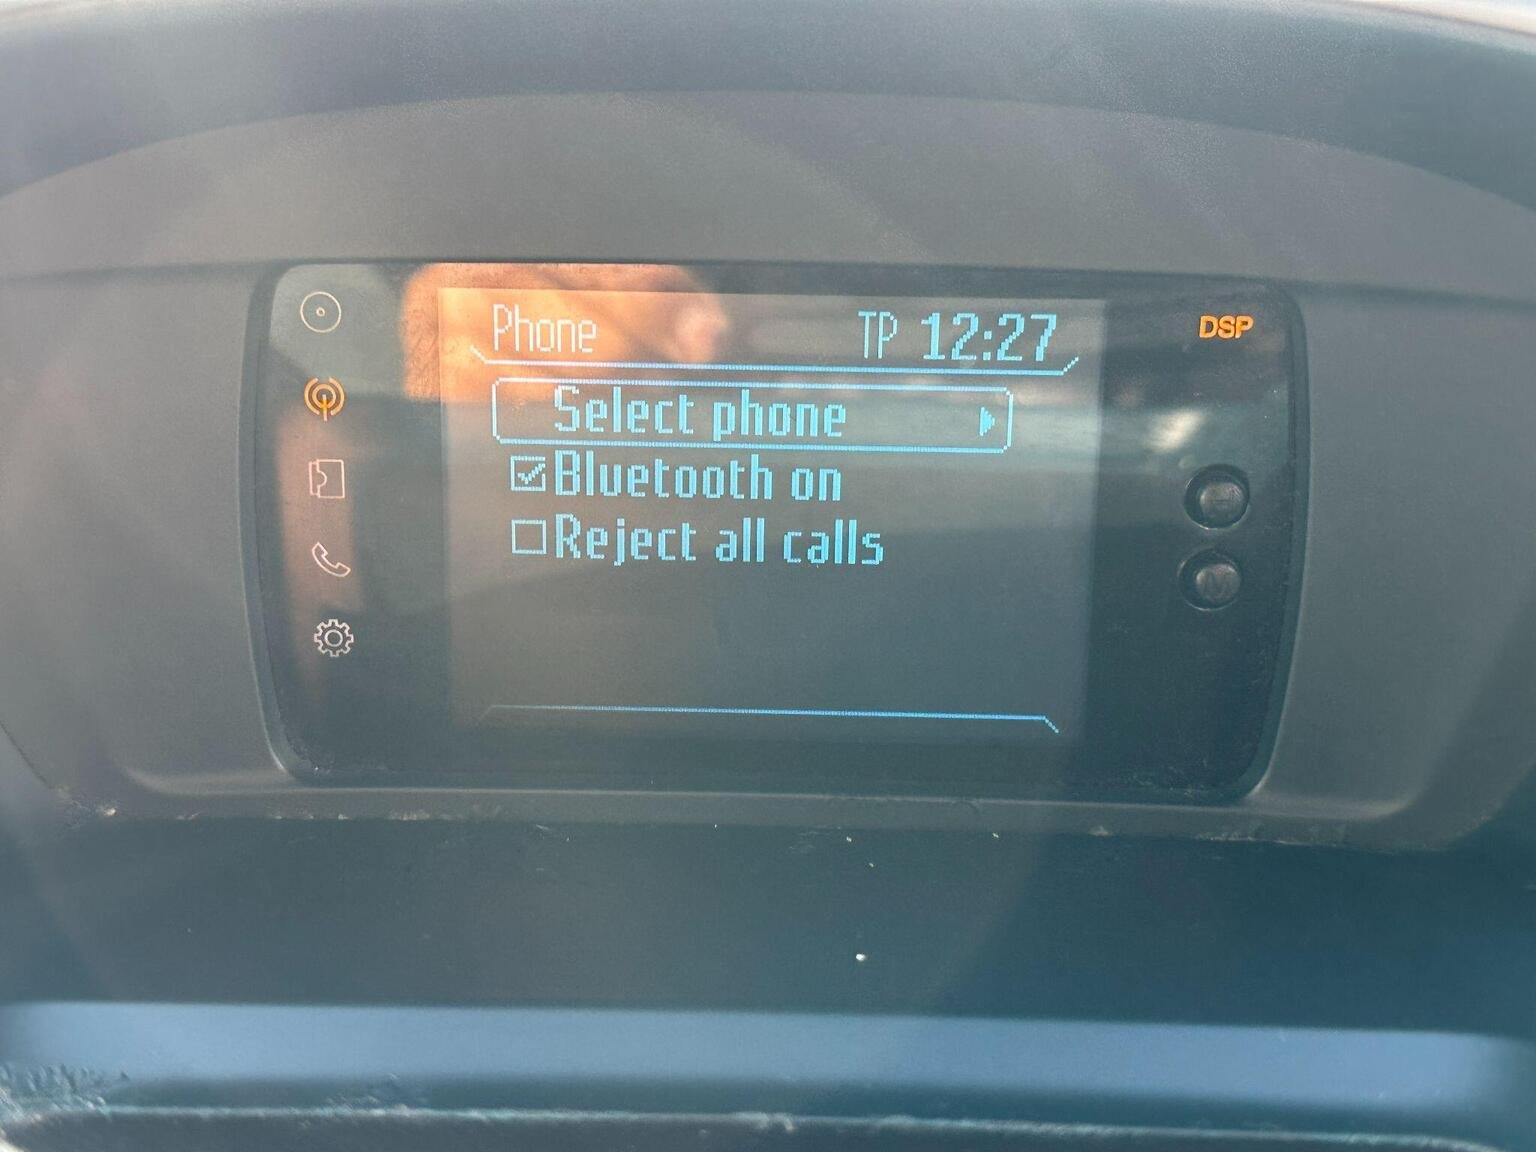 Phone TP 12:27 DSP
Select phone
Bluetooth on
Reject all calls
H
M